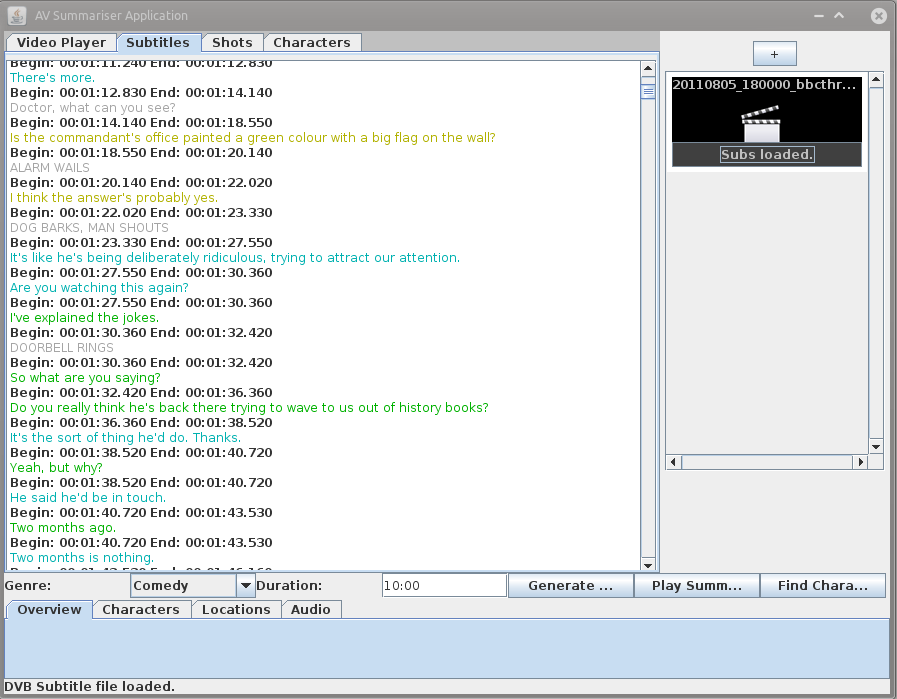 AV Summariser Application
Video Player
Subtitles
Shots
Characters
Begin: 00:01:11.240 End: 00:01:12.830
There's more.
Begin: 00:01:12.830 End: 00:01:14.140
Doctor, what can you see?
Begin: 00:01:14.140 End: 00:01:18.550
Is the commandant's office painted a green colour with a big flag on the wall?
Begin: 00:01:18.550 End: 00:01:20.140
ALARM WAILS
Begin: 00:01:20.140 End: 00:01:22.020
I think the answer's probably yes.
Begin: 00:01:22.020 End: 00:01:23.330
DOG BARKS, MAN SHOUTS
Begin: 00:01:23.330 End: 00:01:27.550
It's like he's being deliberately ridiculous, trying to attract our attention.
Begin: 00:01:27.550 End: 00:01:30.360
Are you watching this again?
Begin: 00:01:27.550 End: 00:01:30.360
I've explained the jokes.
Begin: 00:01:30.360 End: 00:01:32.420
DOORBELL RINGS
Begin: 00:01:30.360 End: 00:01:32.420
So what are you saying?
Begin: 00:01:32.420 End: 00:01:36.360
Do you really think he's back there trying to wave to us out of history books?
Begin: 00:01:36.360 End: 00:01:38.520
It's the sort of thing he'd do. Thanks.
Begin: 00:01:38.520 End: 00:01:40.720
Yeah, but why?
Begin: 00:01:38.520 End: 00:01:40.720
He said he'd be in touch.
Begin: 00:01:40.720 End: 00:01:43.530
Two months ago.
Begin: 00:01:40.720 End: 00:01:43.530
Two months is nothing.
+
20110805_180000_bbcthr...
Subs loaded.
Genre:
Comedy
Duration:
10:00
Generate ...
Play Summ...
Find Chara...
Overview
Characters
Locations
Audio
DVB Subtitle file loaded.